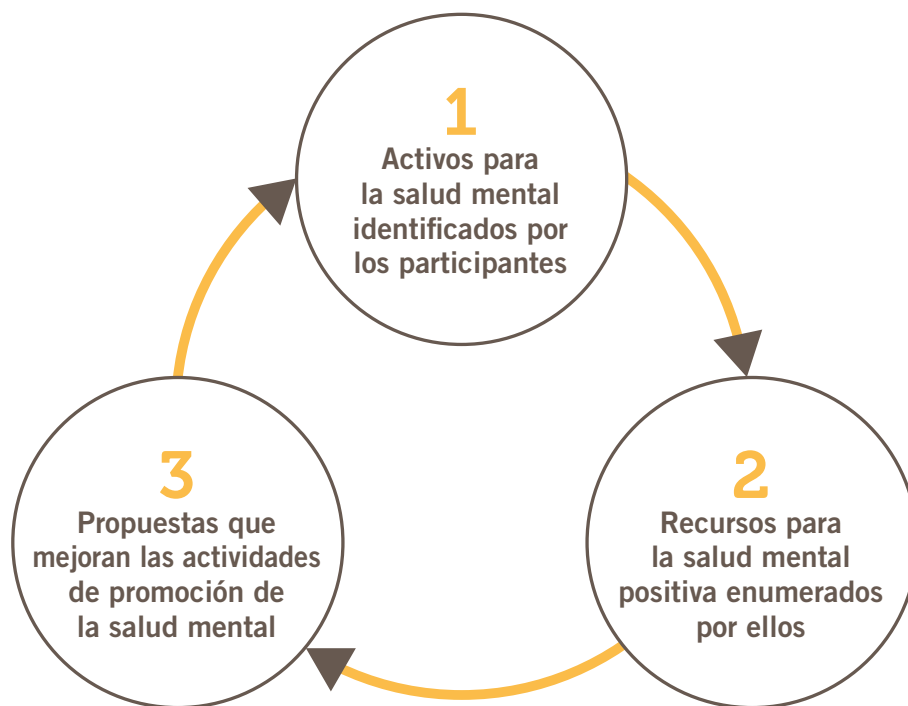 1
Activos para
la salud mental
identificados por
los participantes
2
Recursos para
la salud mental
positiva enumerados
por ellos
3
Propuestas que
mejoran las actividades
de promoción de
la salud mental